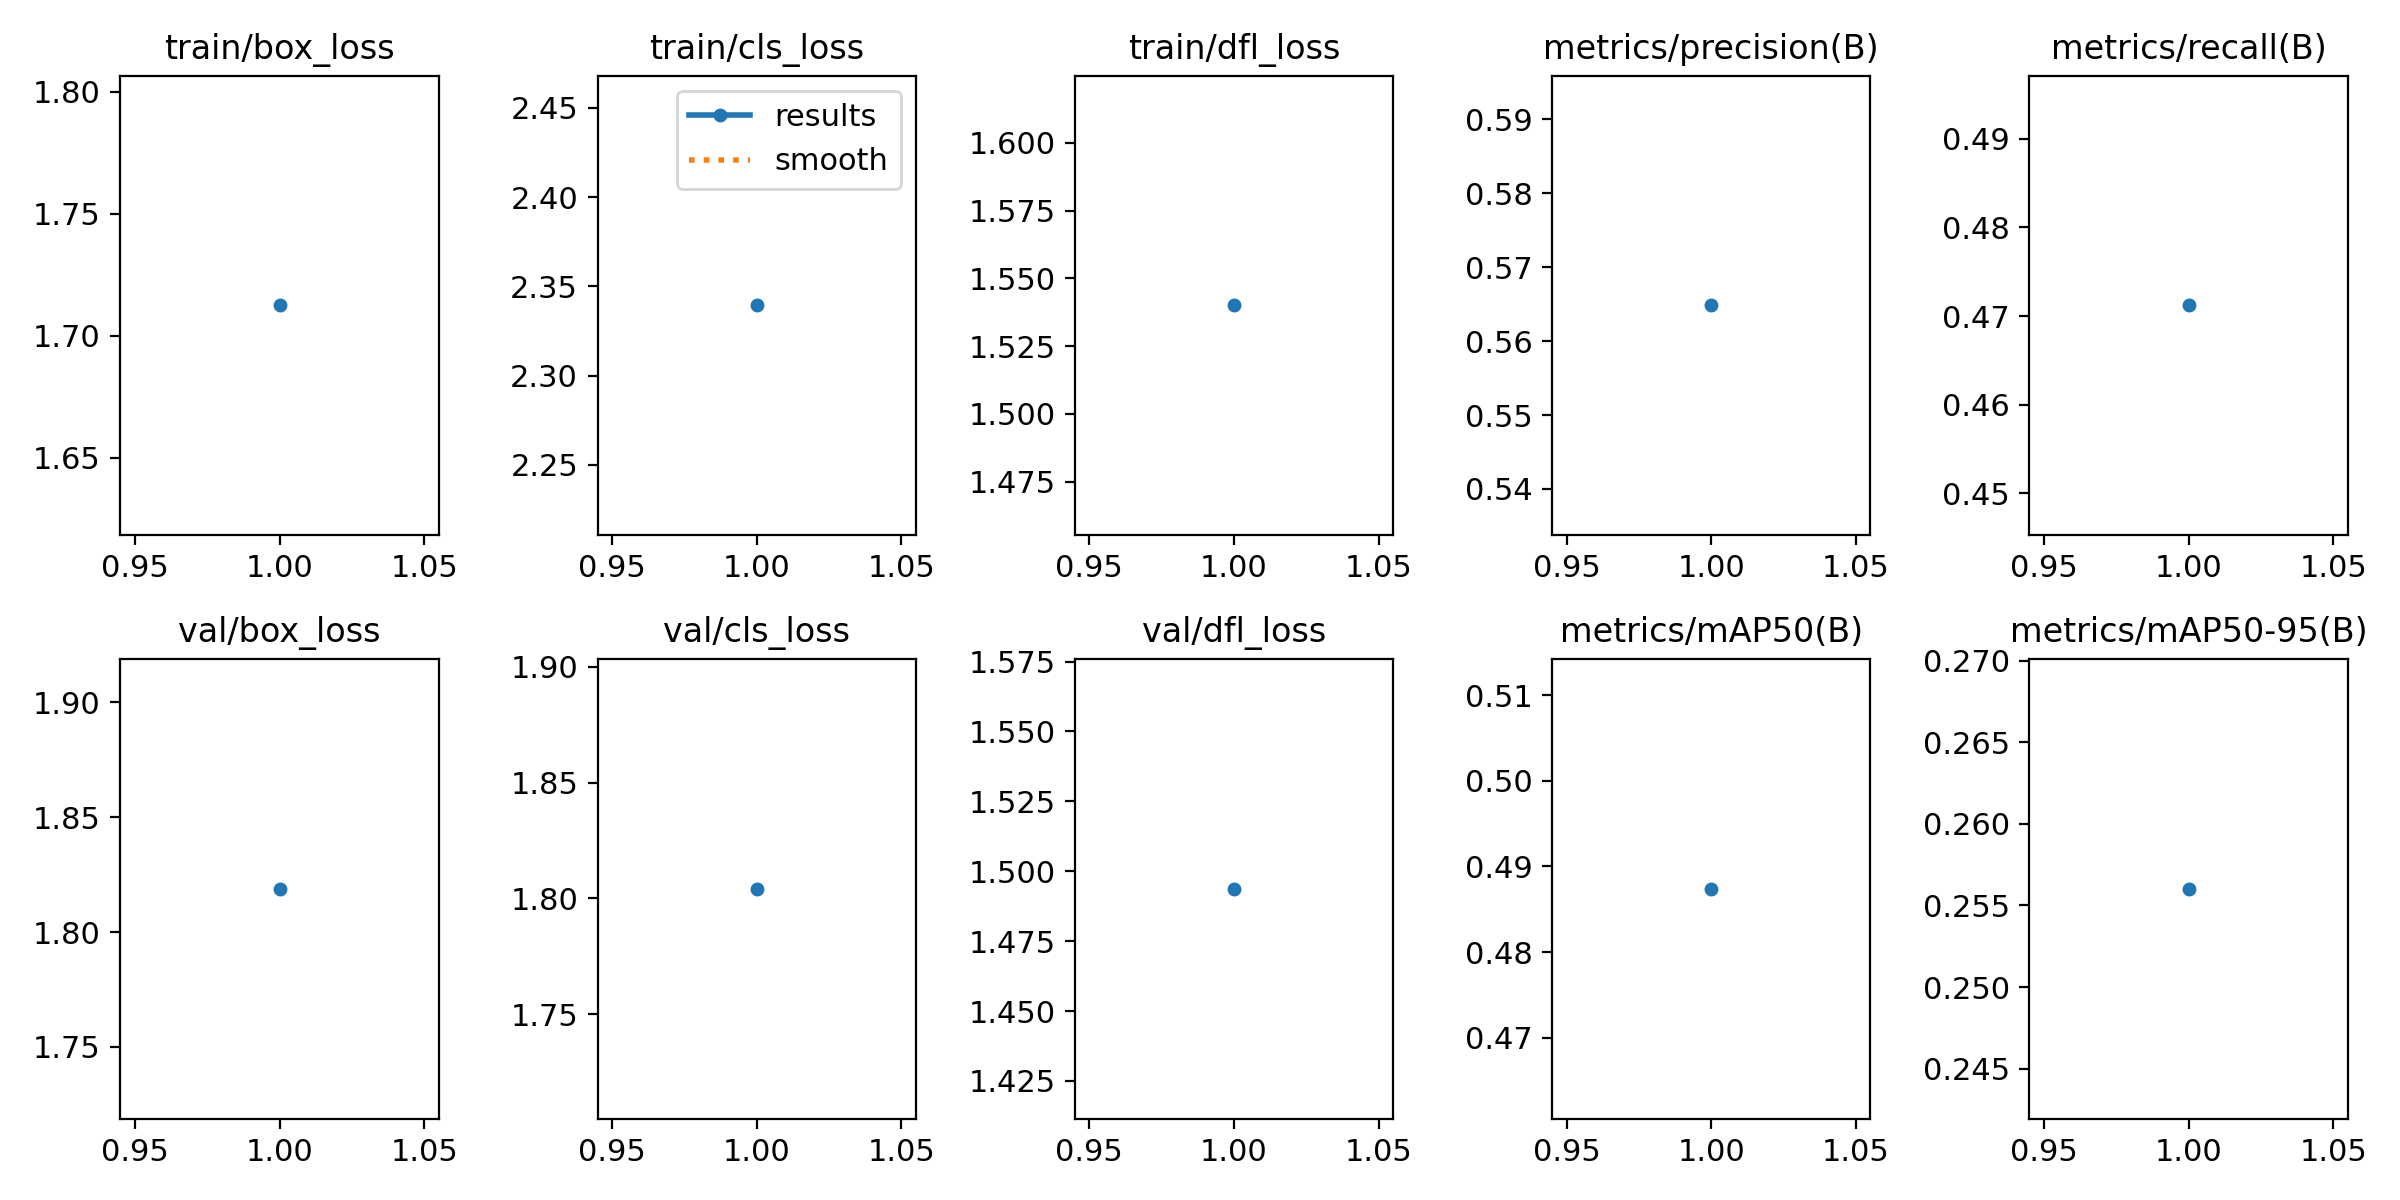 train/box_loss
1.80
1.75
1.70
1.65
0.95 1.00 1.05
train/cls_loss
results
smooth
2.45
2.40
2.35
2.30
2.25
0.95 1.00 1.05
train/dfl_loss
1.600
1.575
1.550
1.525
1.500
1.475
0.95 1.00 1.05
metrics/precision(B)
0.59
0.58
0.57
0.56
0.55
0.54
0.95 1.00 1.05
metrics/recall(B)
0.49
0.48
0.47
0.46
0.45
0.95 1.00 1.05
val/box_loss
1.90
1.85
1.80
1.75
0.95 1.00 1.05
val/cls_loss
1.90
1.85
1.80
1.75
0.95 1.00 1.05
val/dfl_loss
1.575
1.550
1.525
1.500
1.475
1.450
1.425
0.95 1.00 1.05
metrics/mAP50(B)
0.51
0.50
0.49
0.48
0.47
0.95 1.00 1.05
metrics/mAP50-95(B)
0.270
0.265
0.260
0.255
0.250
0.245
0.95 1.00 1.05